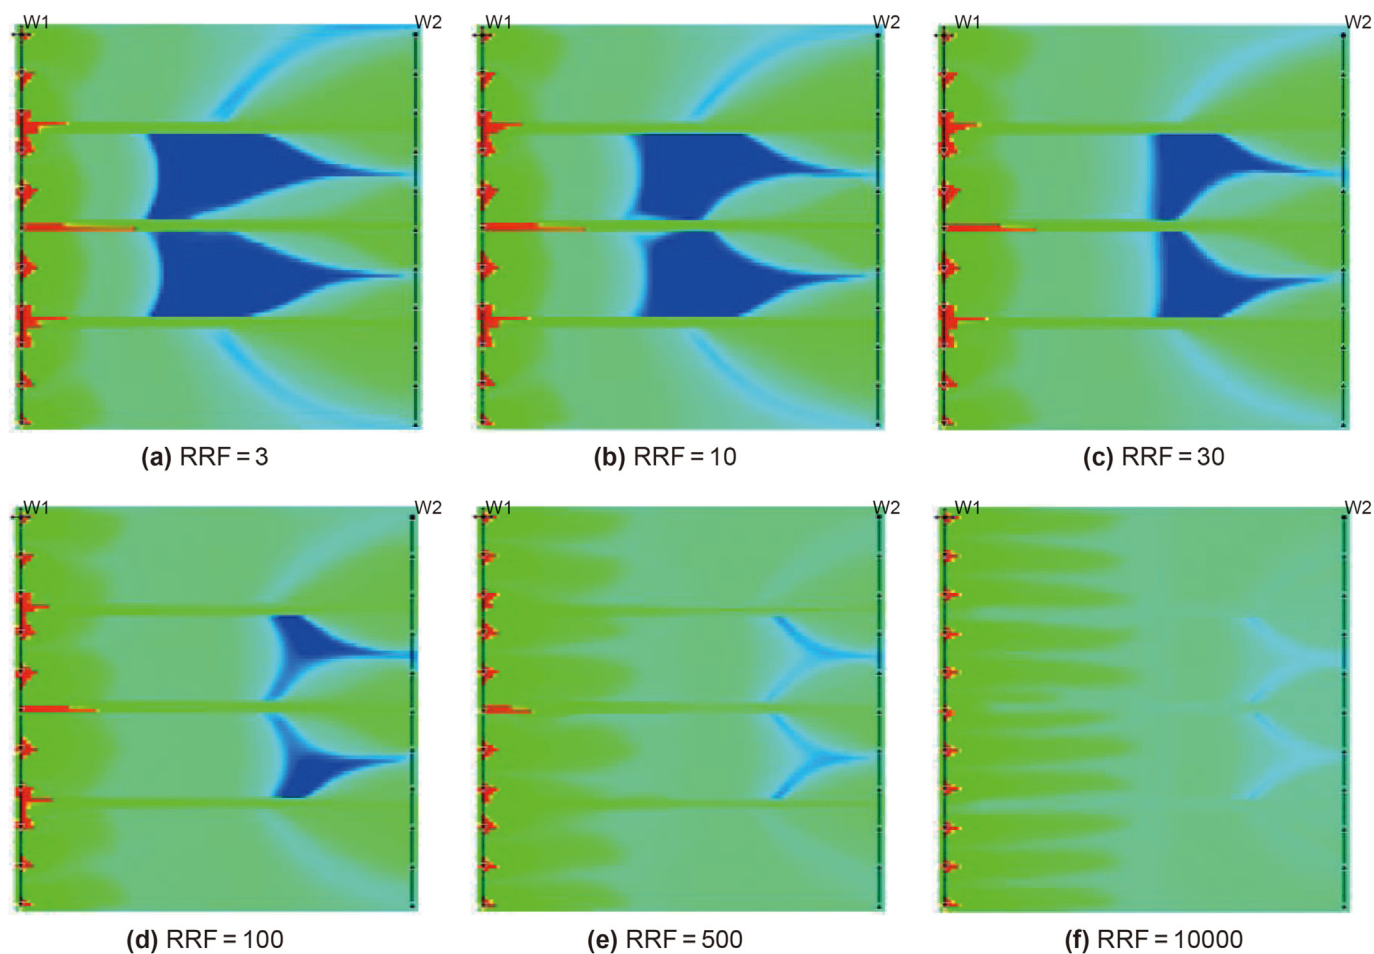 W1 W2 W1 W2 W1 W2
(a) RRF = 3 (b) RRF = 10 (c) RRF = 30
W1 W2 W1 W2 W1 W2
(d) RRF = 100 (e) RRF = 500 (f) RRF = 10000